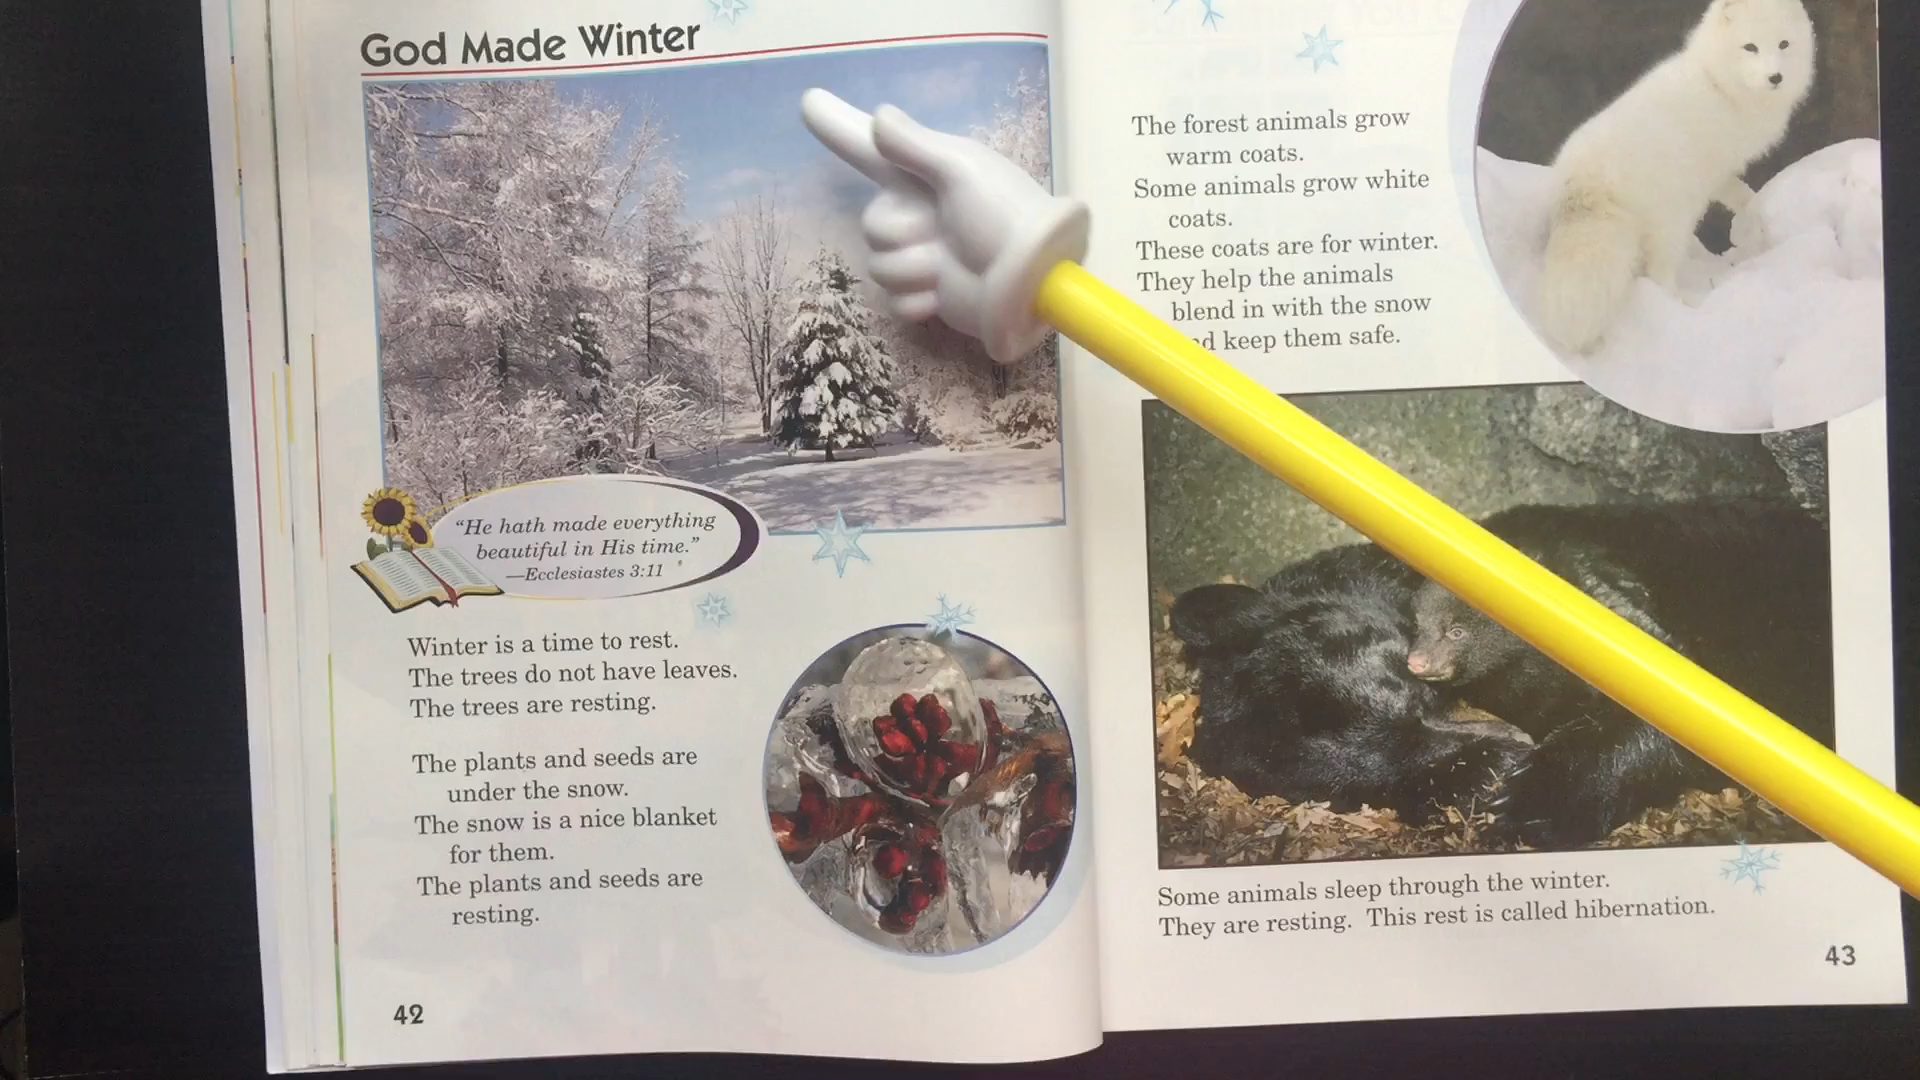 God Made Winter
"He hath made everything
beautiful in His time."
—Ecclesiastes 3:11
Winter is a time to rest.
The trees do not have leaves.
The trees are resting.
The plants and seeds are
under the snow.
The snow is a nice blanket
for them.
The plants and seeds are
resting.
42
The forest animals grow
warm coats.
Some animals grow white
coats.
These coats are for winter.
They help the animals
blend in with the snow
keep them safe.
Some animals sleep through the winter.
They are resting. This rest is called hibernation.
43